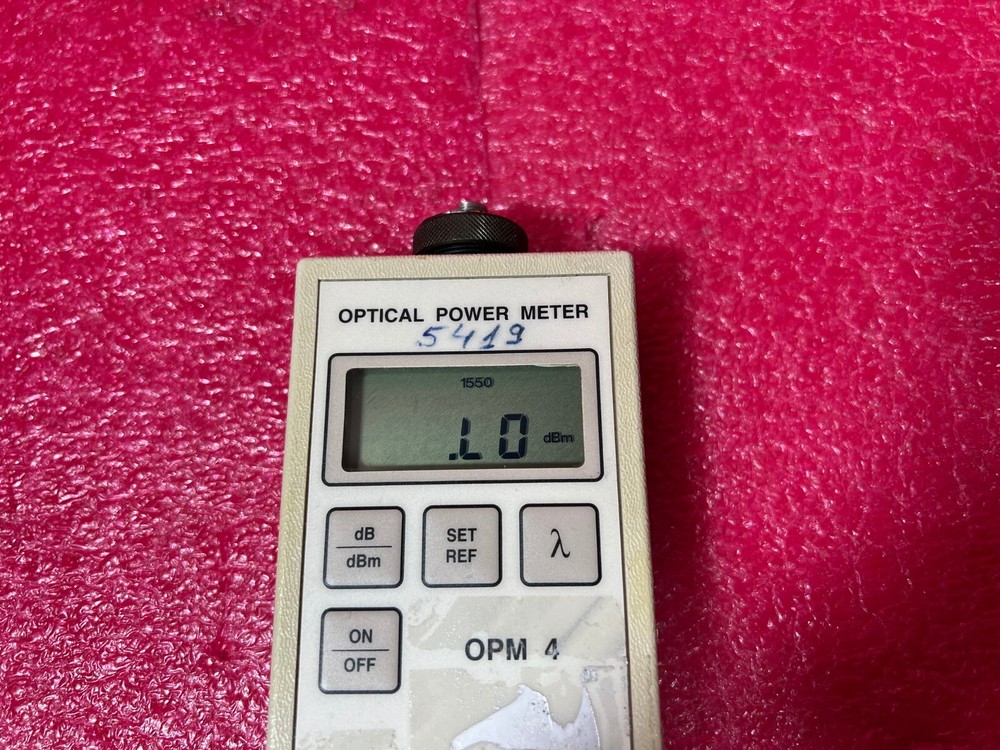 OPTICAL POWER METER
5419
1550
.LO dBm
dB
dBm
SET
REF
λ
ON
OFF
OPM 4